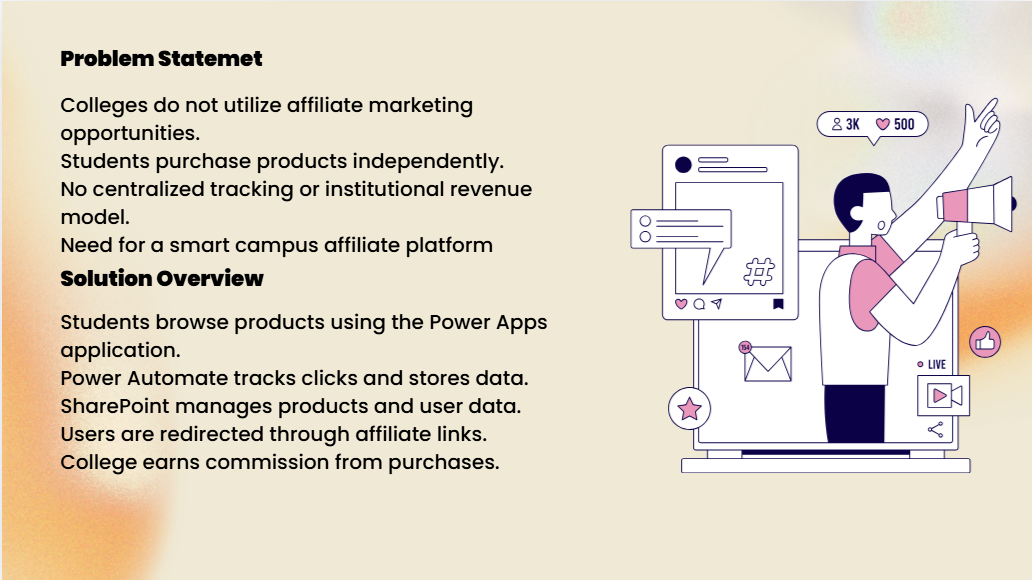 Problem Statemet
Colleges do not utilize affiliate marketing
opportunities.
Students purchase products independently.
No centralized tracking or institutional revenue
model.
Need for a smart campus affiliate platform
Solution Overview
Students browse products using the Power Apps
application.
Power Automate tracks clicks and stores data.
SharePoint manages products and user data.
Users are redirected through affiliate links.
College earns commission from purchases.
3K 500
#
154
LIVE